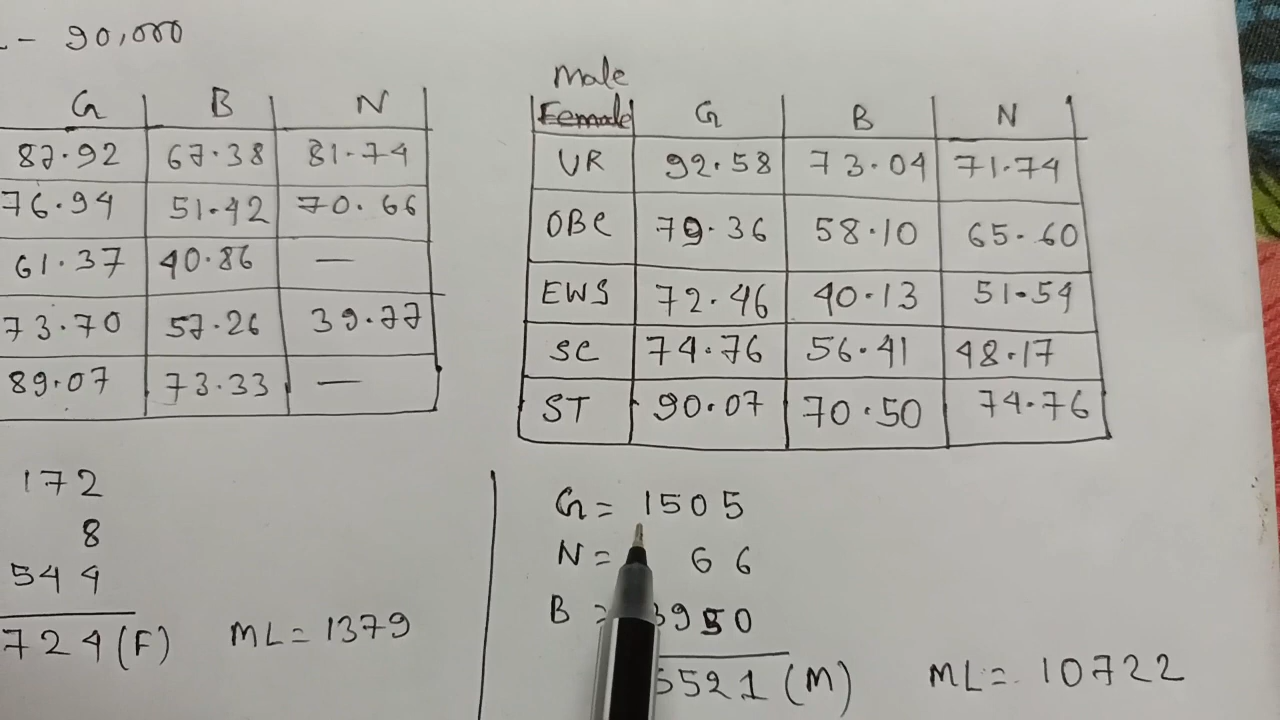 - 90,000
G B N
87.92 67.38 81.74
76.94 51.42 70.66
61.37 40.86 —
73.70 57.26 39.77
89.07 73.33 —
172
8
544
724 (F) ML = 1379
Male
Female G B N
UR 92.58 73.04 71.74
OBC 79.36 58.10 65.60
EWS 72.46 40.13 51.54
SC 74.76 56.41 48.17
ST 90.07 70.50 74.76
G = 1505
N = 66
B = 3950
5521 (M) ML = 10722